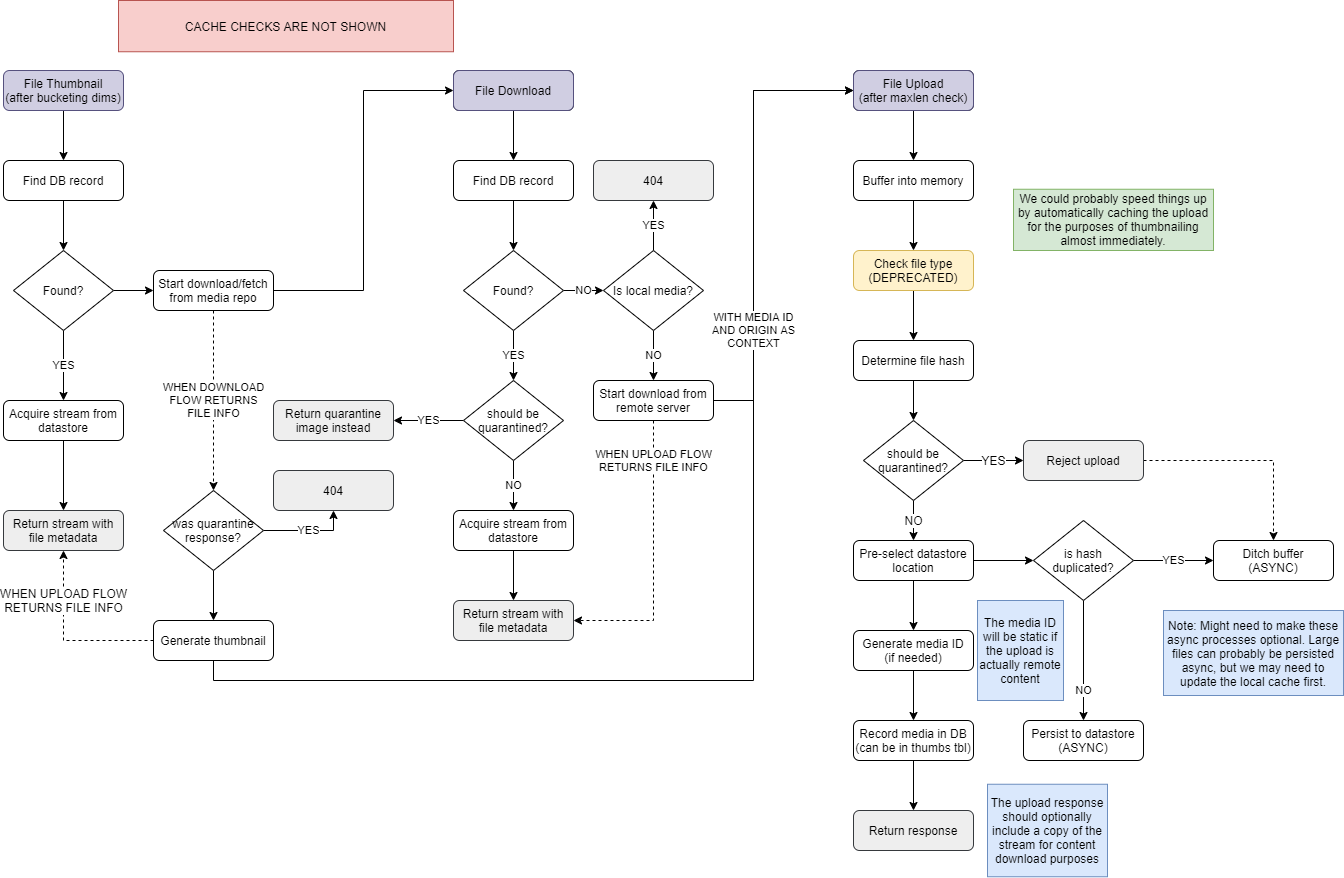 CACHE CHECKS ARE NOT SHOWN
File Thumbnail
(after bucketing dims)
Find DB record
Found?
YES
Acquire stream from
datastore
Return stream with
file metadata
WHEN UPLOAD FLOW
RETURNS FILE INFO
Start download/fetch
from media repo
WHEN DOWNLOAD
FLOW RETURNS
FILE INFO
was quarantine
response?
YES
404
Generate thumbnail
File Download
Find DB record
Found?
NO
Is local media?
YES
404
NO
Start download from
remote server
WHEN UPLOAD FLOW
RETURNS FILE INFO
YES
should be
quarantined?
YES
Return quarantine
image instead
NO
Acquire stream from
datastore
Return stream with
file metadata
WITH MEDIA ID
AND ORIGIN AS
CONTEXT
File Upload
(after maxlen check)
Buffer into memory
We could probably speed things up
by automatically caching the upload
for the purposes of thumbnailing
almost immediately.
Check file type
(DEPRECATED)
Determine file hash
should be
quarantined?
YES
Reject upload
NO
Pre-select datastore
location
is hash
duplicated?
YES
Ditch buffer
(ASYNC)
Generate media ID
(if needed)
The media ID
will be static if
the upload is
actually remote
content
Note: Might need to make these
async processes optional. Large
files can probably be persisted
async, but we may need to
update the local cache first.
NO
Record media in DB
(can be in thumbs tbl)
Persist to datastore
(ASYNC)
Return response
The upload response
should optionally
include a copy of the
stream for content
download purposes